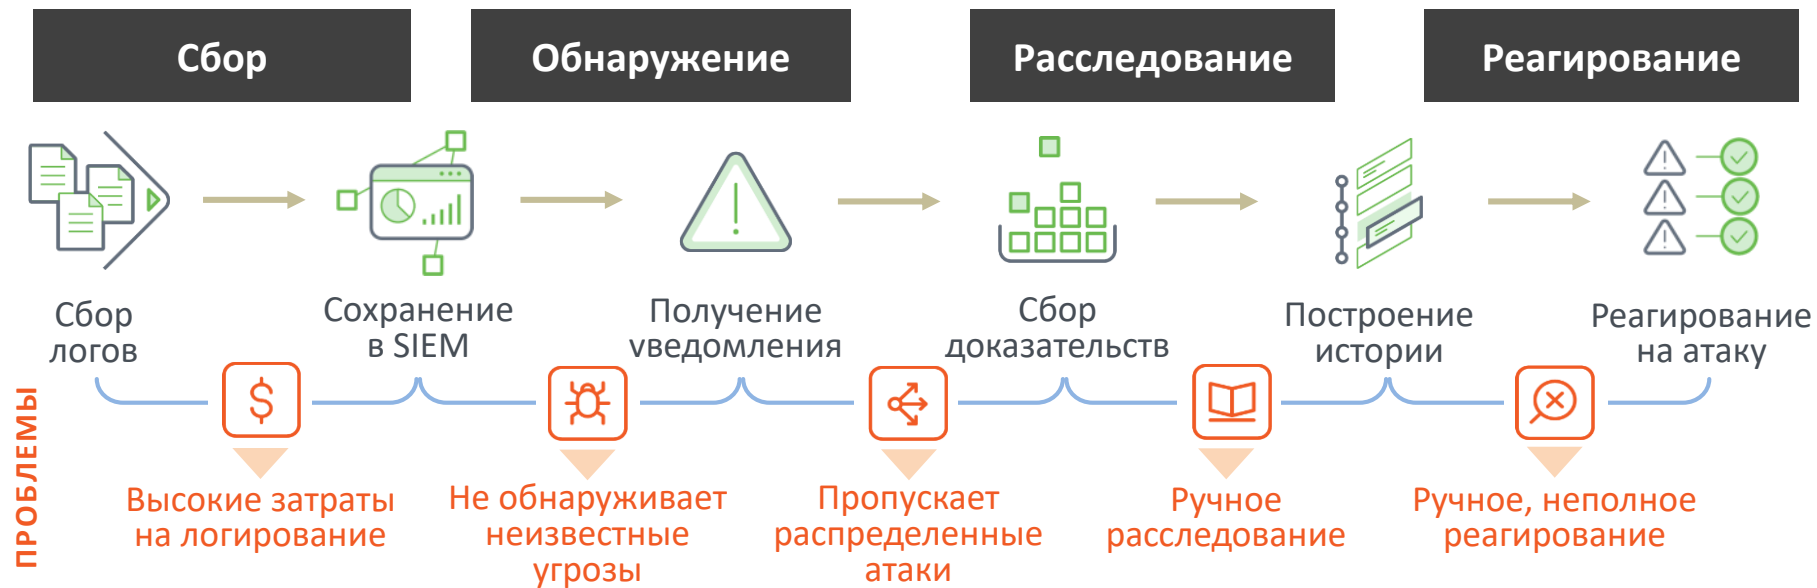 Сбор
Обнаружение
Расследование
Реагирование
Сбор
логов
Сохранение
в SIEM
Получение
уведомления
Сбор
доказательств
Построение
истории
Реагирование
на атаку
ПРОБЛЕМЫ
$
Высокие затраты
на логирование
Не обнаруживает
неизвестные
угрозы
Пропускает
распределенные
атаки
Ручное
расследование
Ручное, неполное
реагирование